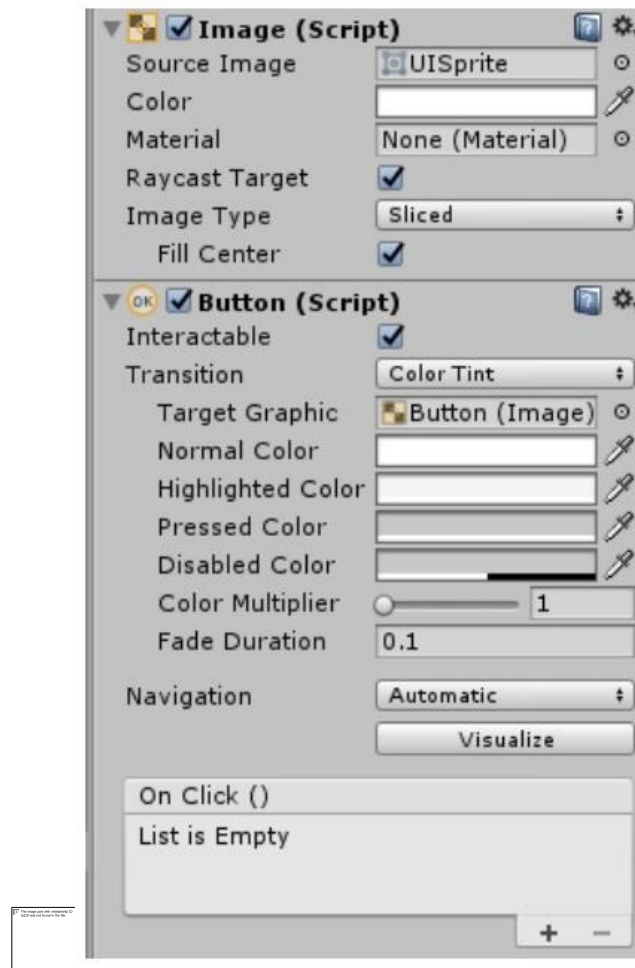 Image (Script)
Source Image UISprite
Color
Material None (Material)
Raycast Target
Image Type Sliced
Fill Center
OK Button (Script)
Interactable
Transition Color Tint
Target Graphic Button (Image)
Normal Color
Highlighted Color
Pressed Color
Disabled Color
Color Multiplier 1
Fade Duration 0.1
Navigation Automatic
Visualize
On Click ()
List is Empty